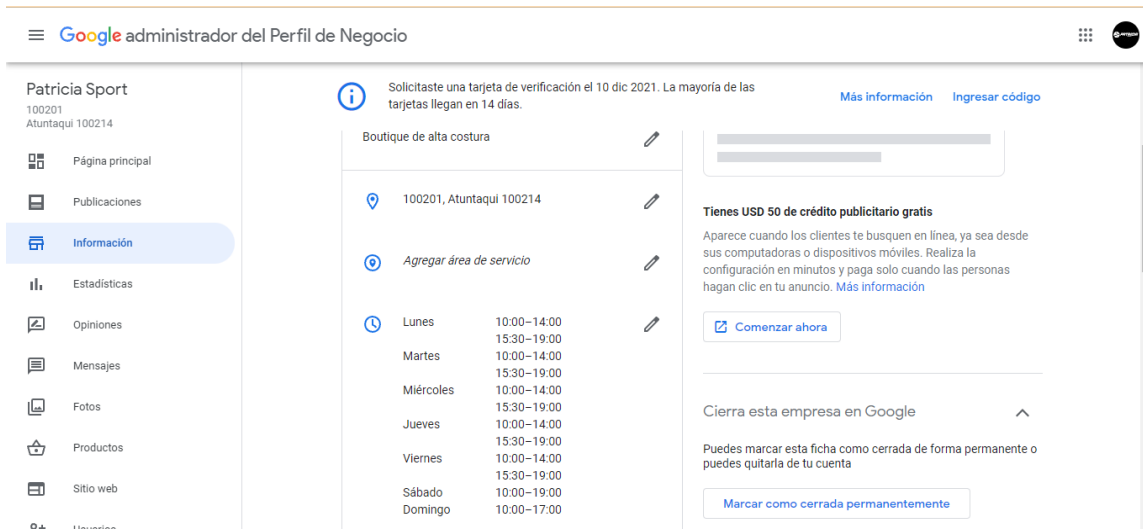 Google administrador del Perfil de Negocio
Patricia Sport
100201
Atuntaqui 100214
Página principal
Publicaciones
Información
Estadísticas
Opiniones
Mensajes
Fotos
Productos
Sitio web
Usuarios
Solicitaste una tarjeta de verificación el 10 dic 2021. La mayoría de las
tarjetas llegan en 14 días.
Más información Ingresar código
Boutique de alta costura
100201, Atuntaqui 100214
Agregar área de servicio
Lunes 10:00–14:00
15:30–19:00
Martes 10:00–14:00
15:30–19:00
Miércoles 10:00–14:00
15:30–19:00
Jueves 10:00–14:00
15:30–19:00
Viernes 10:00–14:00
15:30–19:00
Sábado 10:00–19:00
Domingo 10:00–17:00
Tienes USD 50 de crédito publicitario gratis
Aparece cuando los clientes te busquen en línea, ya sea desde
sus computadoras o dispositivos móviles. Realiza la
configuración en minutos y paga solo cuando las personas
hagan clic en tu anuncio. Más información
Comenzar ahora
Cierra esta empresa en Google
Puedes marcar esta ficha como cerrada de forma permanente o
puedes quitarla de tu cuenta
Marcar como cerrada permanentemente